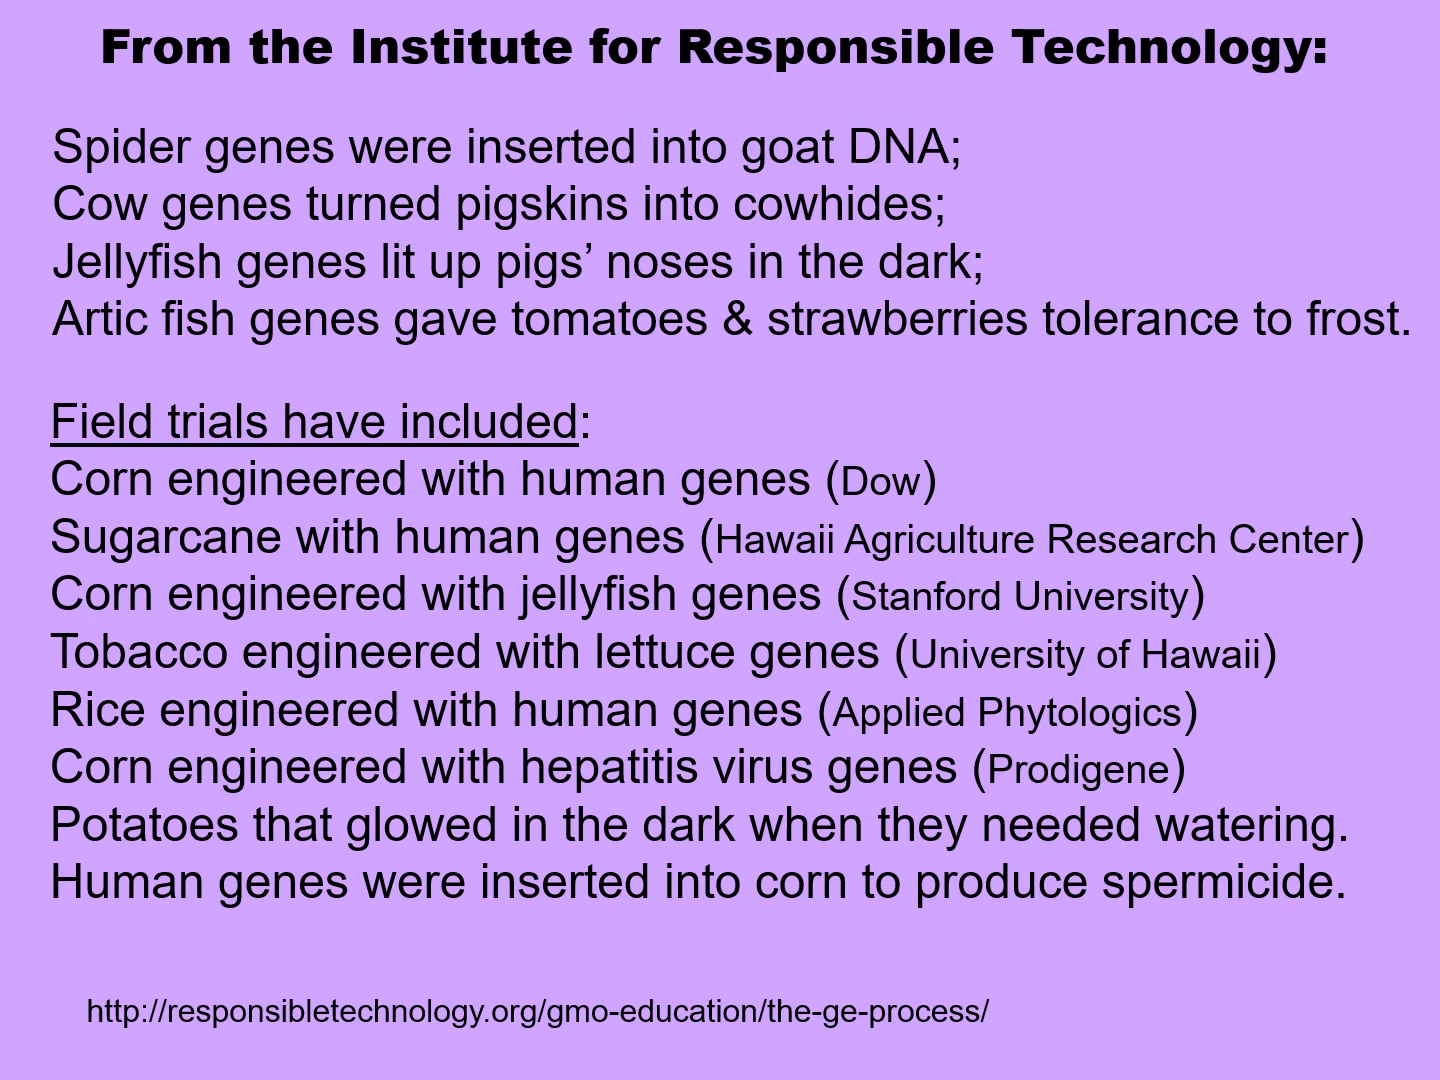 From the Institute for Responsible Technology:
Spider genes were inserted into goat DNA;
Cow genes turned pigskins into cowhides;
Jellyfish genes lit up pigs’ noses in the dark;
Artic fish genes gave tomatoes & strawberries tolerance to frost.
Field trials have included:
Corn engineered with human genes (Dow)
Sugarcane with human genes (Hawaii Agriculture Research Center)
Corn engineered with jellyfish genes (Stanford University)
Tobacco engineered with lettuce genes (University of Hawaii)
Rice engineered with human genes (Applied Phytologics)
Corn engineered with hepatitis virus genes (Prodigene)
Potatoes that glowed in the dark when they needed watering.
Human genes were inserted into corn to produce spermicide.
http://responsibletechnology.org/gmo-education/the-ge-process/